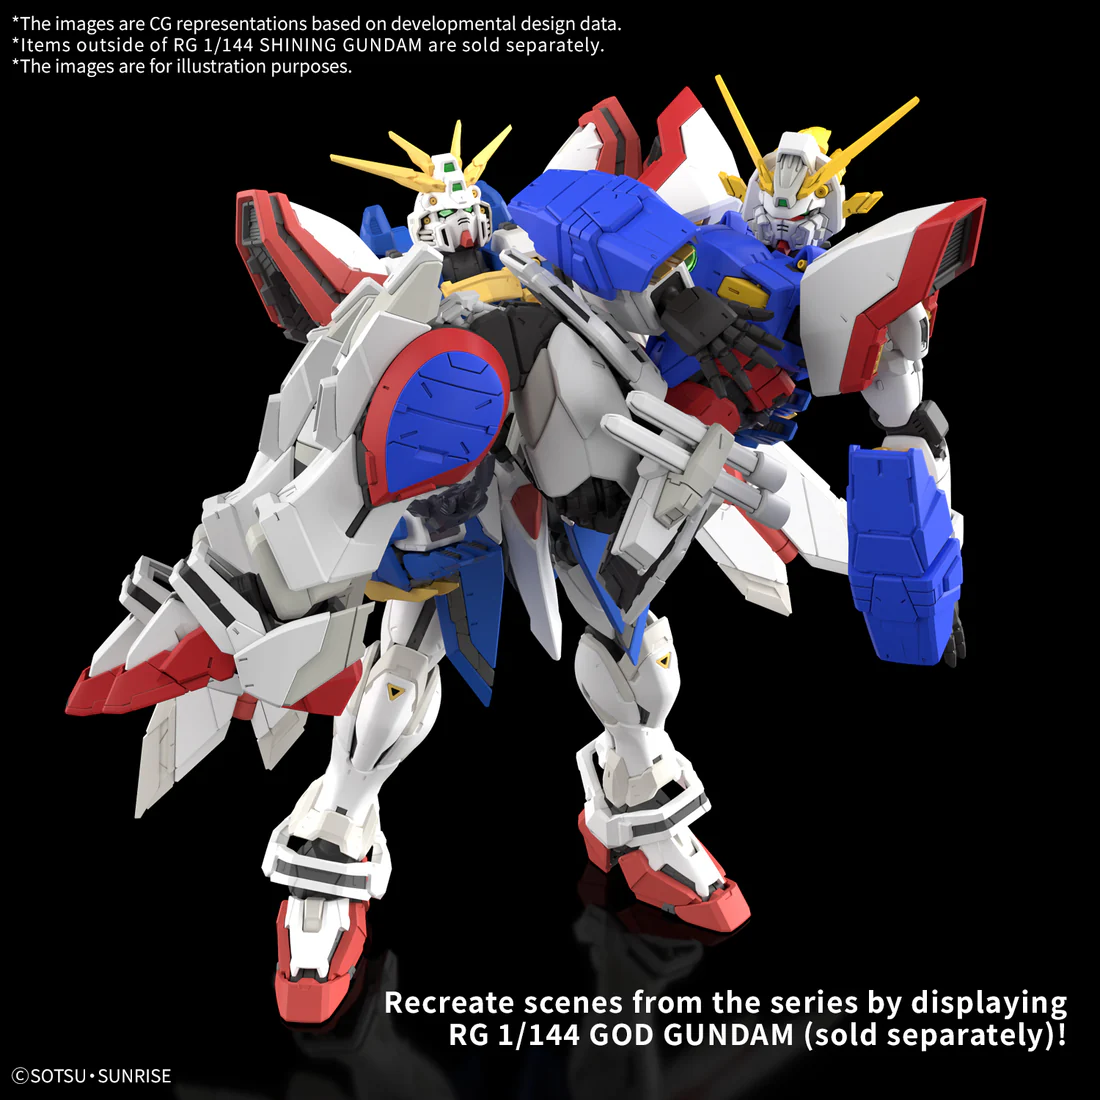 *The images are CG representations based on developmental design data.
*Items outside of RG 1/144 SHINING GUNDAM are sold separately.
*The images are for illustration purposes.
Recreate scenes from the series by displaying
RG 1/144 GOD GUNDAM (sold separately)!
©SOTSU・SUNRISE